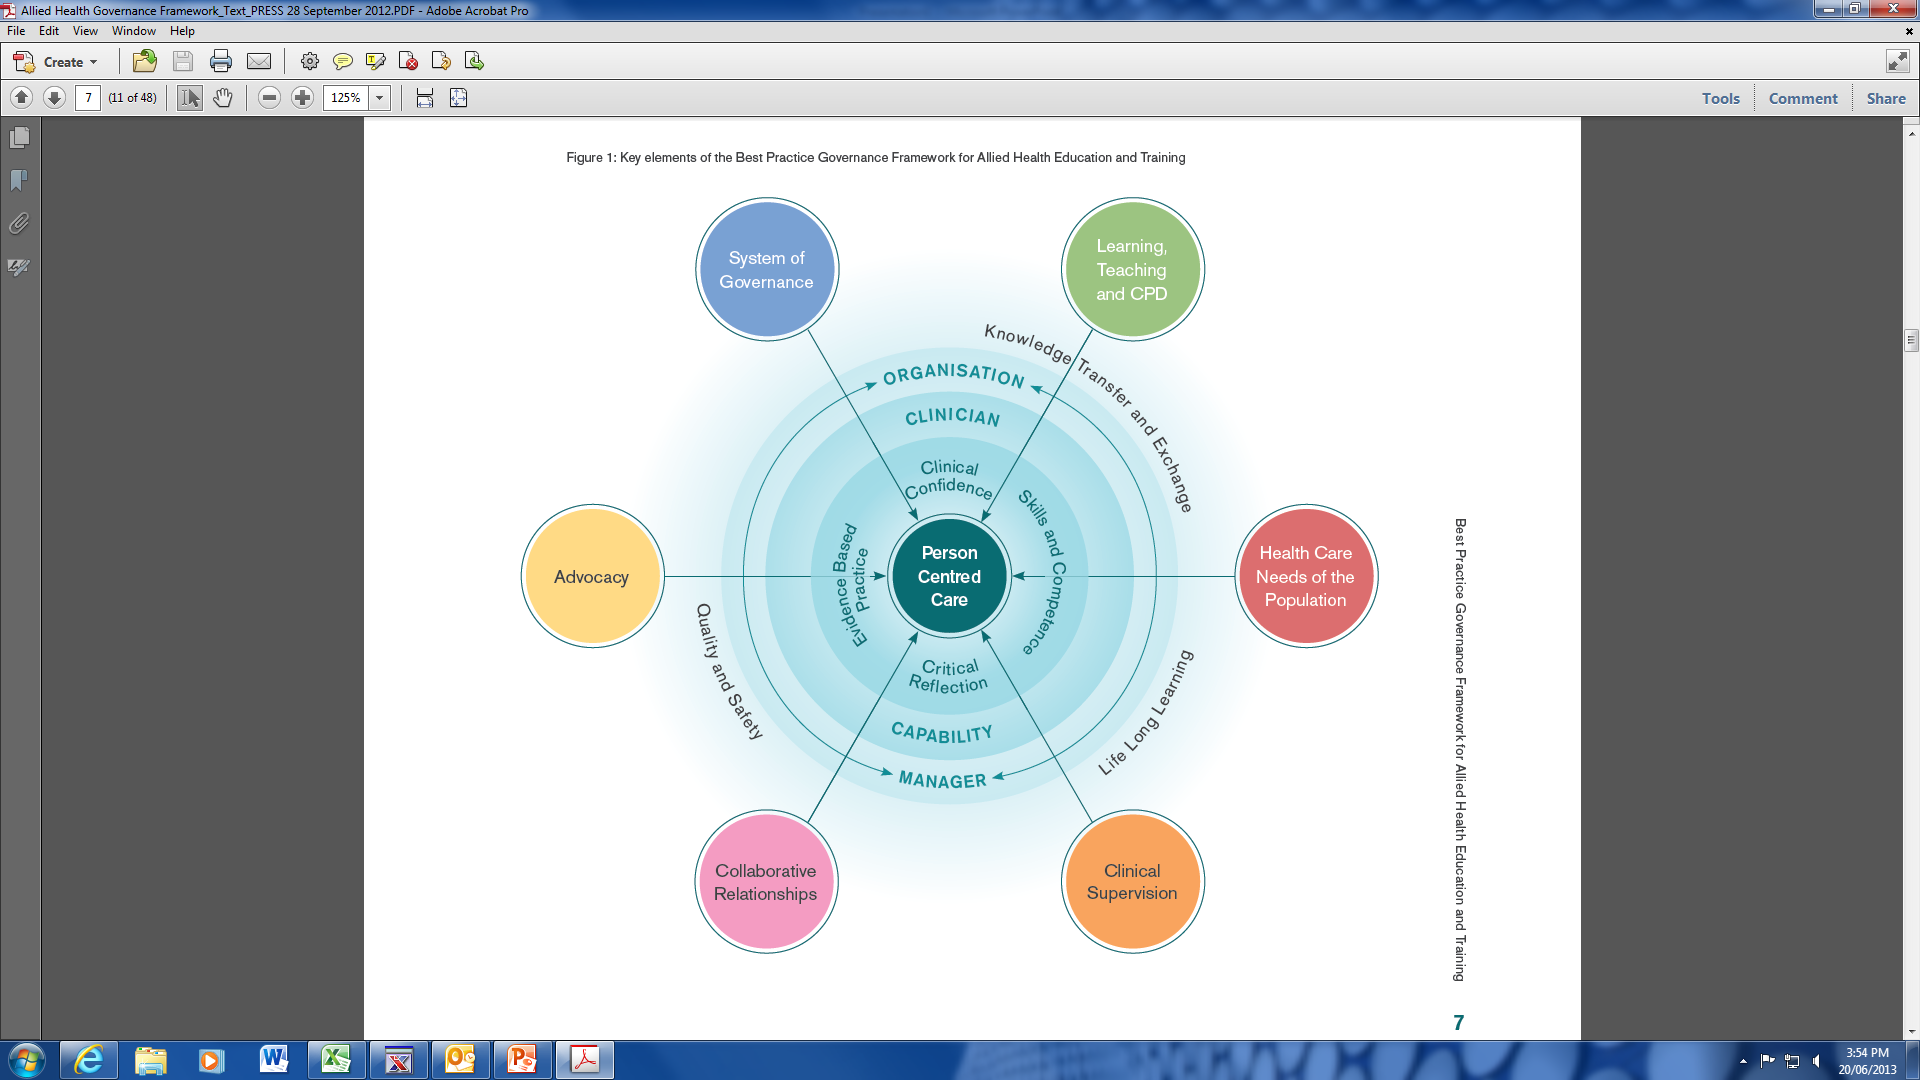 Allied Health Governance Framework_Text_PRESS 28 September 2012.PDF - Adobe Acrobat Pro
File Edit View Window Help
Create
7 (11 of 48) 125% Tools Comment Share
Figure 1: Key elements of the Best Practice Governance Framework for Allied Health Education and Training
System of
Governance
Learning,
Teaching
and CPD
Knowledge Transfer and Exchange
ORGANISATION
CLINICIAN
Clinical
Confidence
Skills and Competence
Evidence Based
Practice
Person
Centred
Care
Advocacy
Health Care
Needs of the
Population
Critical
Reflection
Quality and Safety
Life Long Learning
CAPABILITY
MANAGER
Collaborative
Relationships
Clinical
Supervision
Best Practice Governance Framework for Allied Health Education and Training
7
3:54 PM
20/06/2013